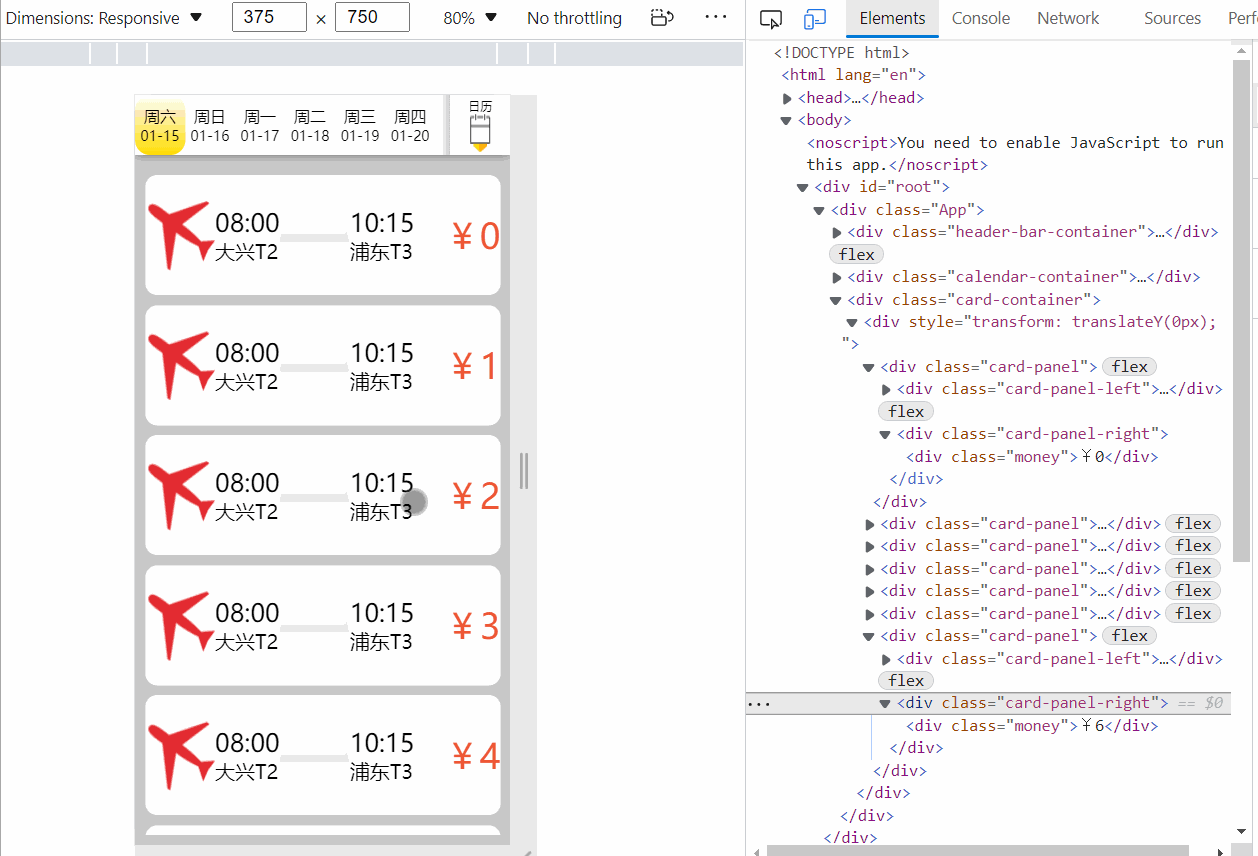 Dimensions: Responsive ▼ 375 × 750 80% ▼ No throttling
周六 周日 周一 周二 周三 周四 日历
01-15 01-16 01-17 01-18 01-19 01-20
08:00 10:15 ¥0
大兴T2 浦东T3
08:00 10:15 ¥1
大兴T2 浦东T3
08:00 10:15 ¥2
大兴T2 浦东T3
08:00 10:15 ¥3
大兴T2 浦东T3
08:00 10:15 ¥4
大兴T2 浦东T3
Elements Console Network Sources Perf
<!DOCTYPE html>
<html lang="en">
<head>…</head>
<body>
<noscript>You need to enable JavaScript to run
this app.</noscript>
<div id="root">
<div class="App">
<div class="header-bar-container">…</div>
flex
<div class="calendar-container">…</div>
<div class="card-container">
<div style="transform: translateY(0px);
">
<div class="card-panel"> flex
<div class="card-panel-left">…</div>
flex
<div class="card-panel-right">
<div class="money">¥0</div>
</div>
</div>
<div class="card-panel">…</div> flex
<div class="card-panel">…</div> flex
<div class="card-panel">…</div> flex
<div class="card-panel">…</div> flex
<div class="card-panel">…</div> flex
<div class="card-panel"> flex
<div class="card-panel-left">…</div>
flex
<div class="card-panel-right"> == $0
<div class="money">¥6</div>
</div>
</div>
</div>
</div>
</div>